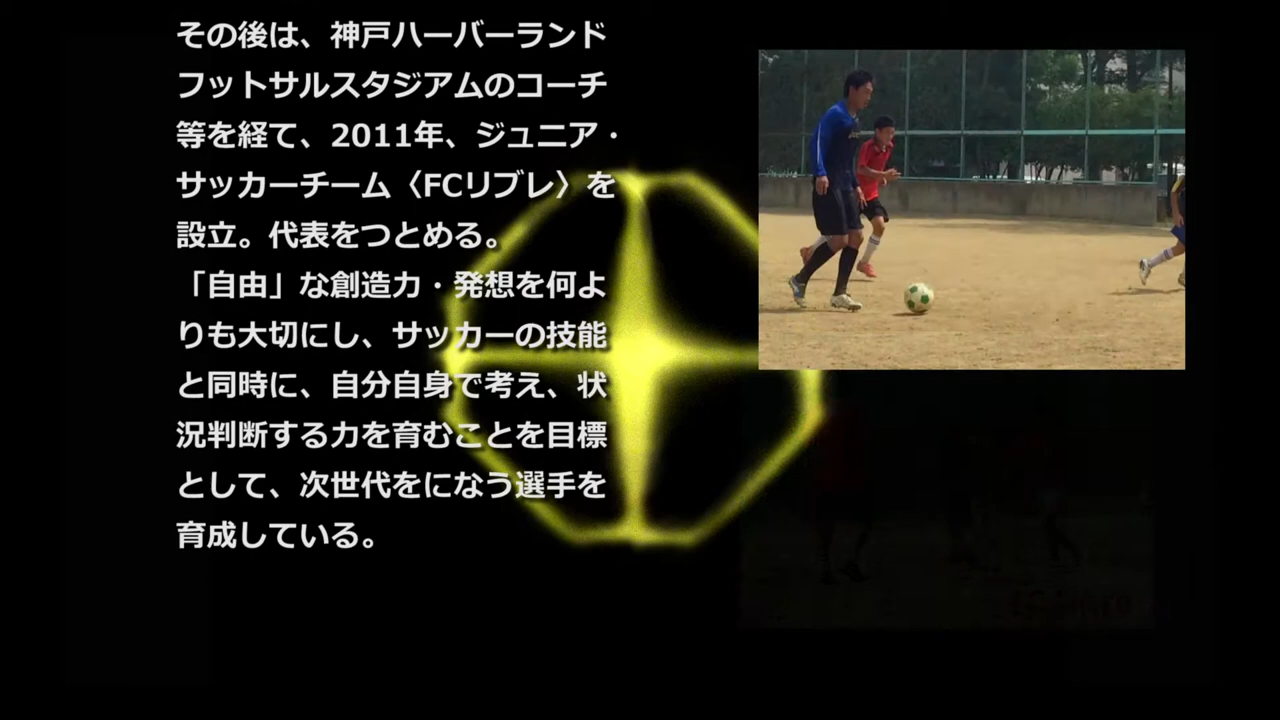 その後は、神戸ハーバーランド
フットサルスタジアムのコーチ
等を経て、2011年、ジュニア・
サッカーチーム〈FCリブレ〉を
設立。代表をつとめる。
「自由」な創造力・発想を何よ
りも大切にし、サッカーの技能
と同時に、自分自身で考え、状
況判断する力を育むことを目標
として、次世代をになう選手を
育成している。